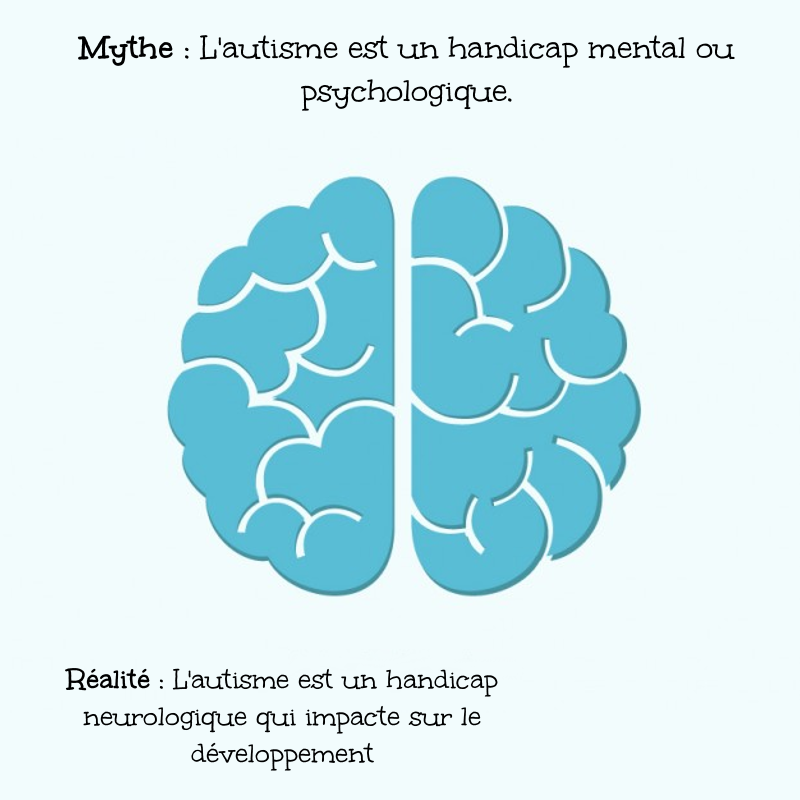 Mythe : L'autisme est un handicap mental ou
psychologique.
Réalité : L'autisme est un handicap
neurologique qui impacte sur le
développement